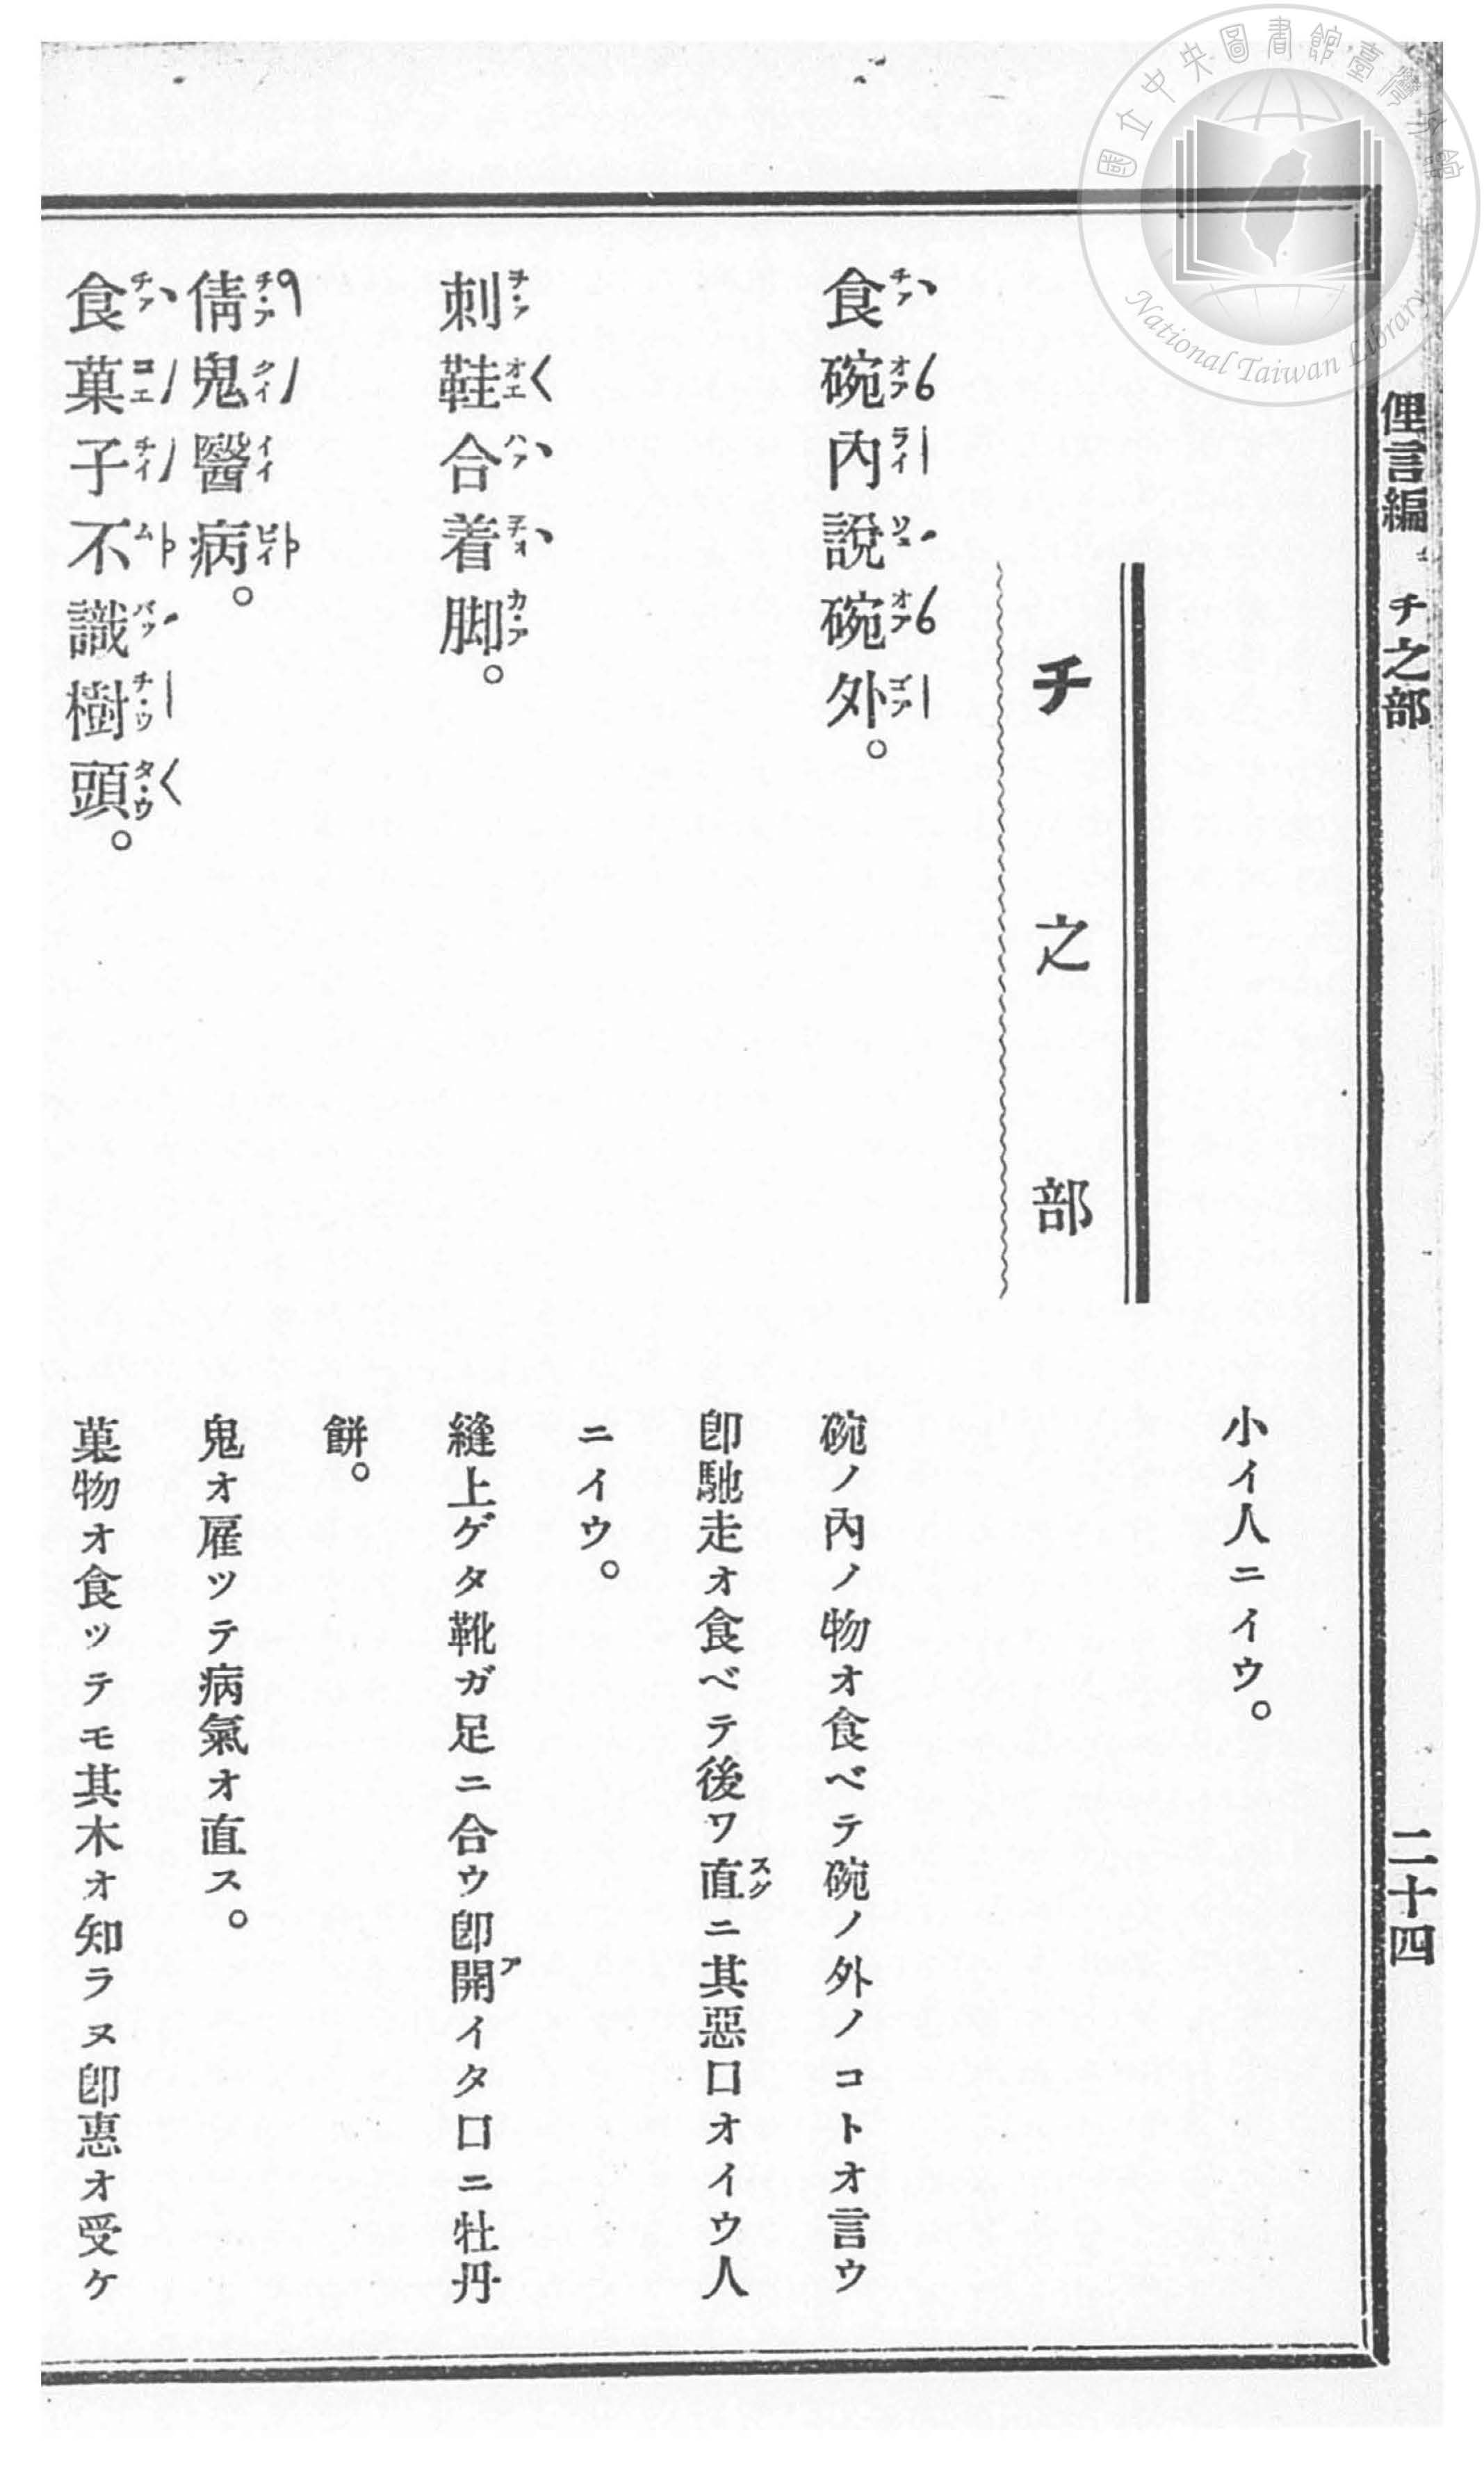 國立中央圖書館臺灣分館
National Taiwan Library
俚言編 チ之部 二十四
小イ人ニイウ。
チ之部
食碗內說碗外。
碗ノ內ノ物オ食ベテ碗ノ外ノコトオ言ウ
卽馳走オ食ベテ後ワ直ニ其惡口オイウ人
ニイウ。
刺鞋合着脚。
縫上ゲタ靴ガ足ニ合ウ卽開イタ口ニ牡丹
餅。
倩鬼醫病。
鬼オ雇ツテ病氣オ直ス。
食菓子不識樹頭。
菓物オ食ッテモ其木オ知ラヌ卽恵オ受ケ